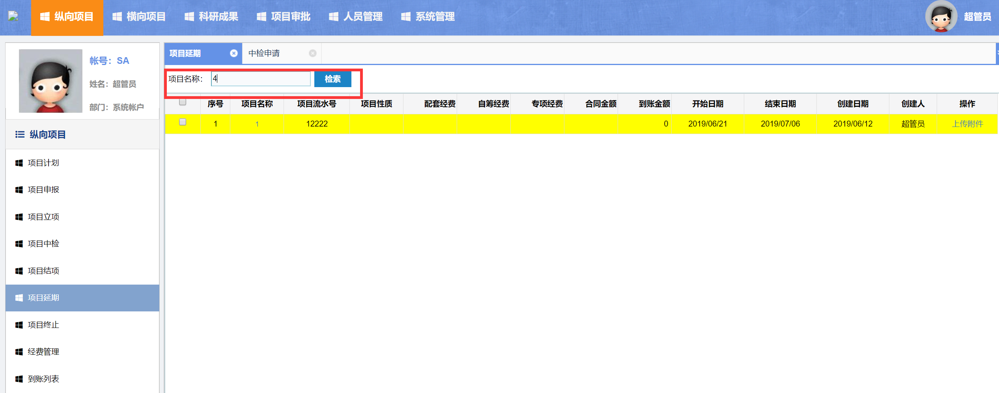 纵向项目 横向项目 科研成果 项目审批 人员管理 系统管理 超管员
帐号：SA
姓名：超管员
部门：系统帐户
纵向项目
项目计划
项目申报
项目立项
项目中检
项目结项
项目延期
项目终止
经费管理
到账列表
项目延期 中检申请
项目名称： 4 检索
序号 项目名称 项目流水号 项目性质 配套经费 自筹经费 专项经费 合同金额 到账金额 开始日期 结束日期 创建日期 创建人 操作
1 1 12222 0 2019/06/21 2019/07/06 2019/06/12 超管员 上传附件